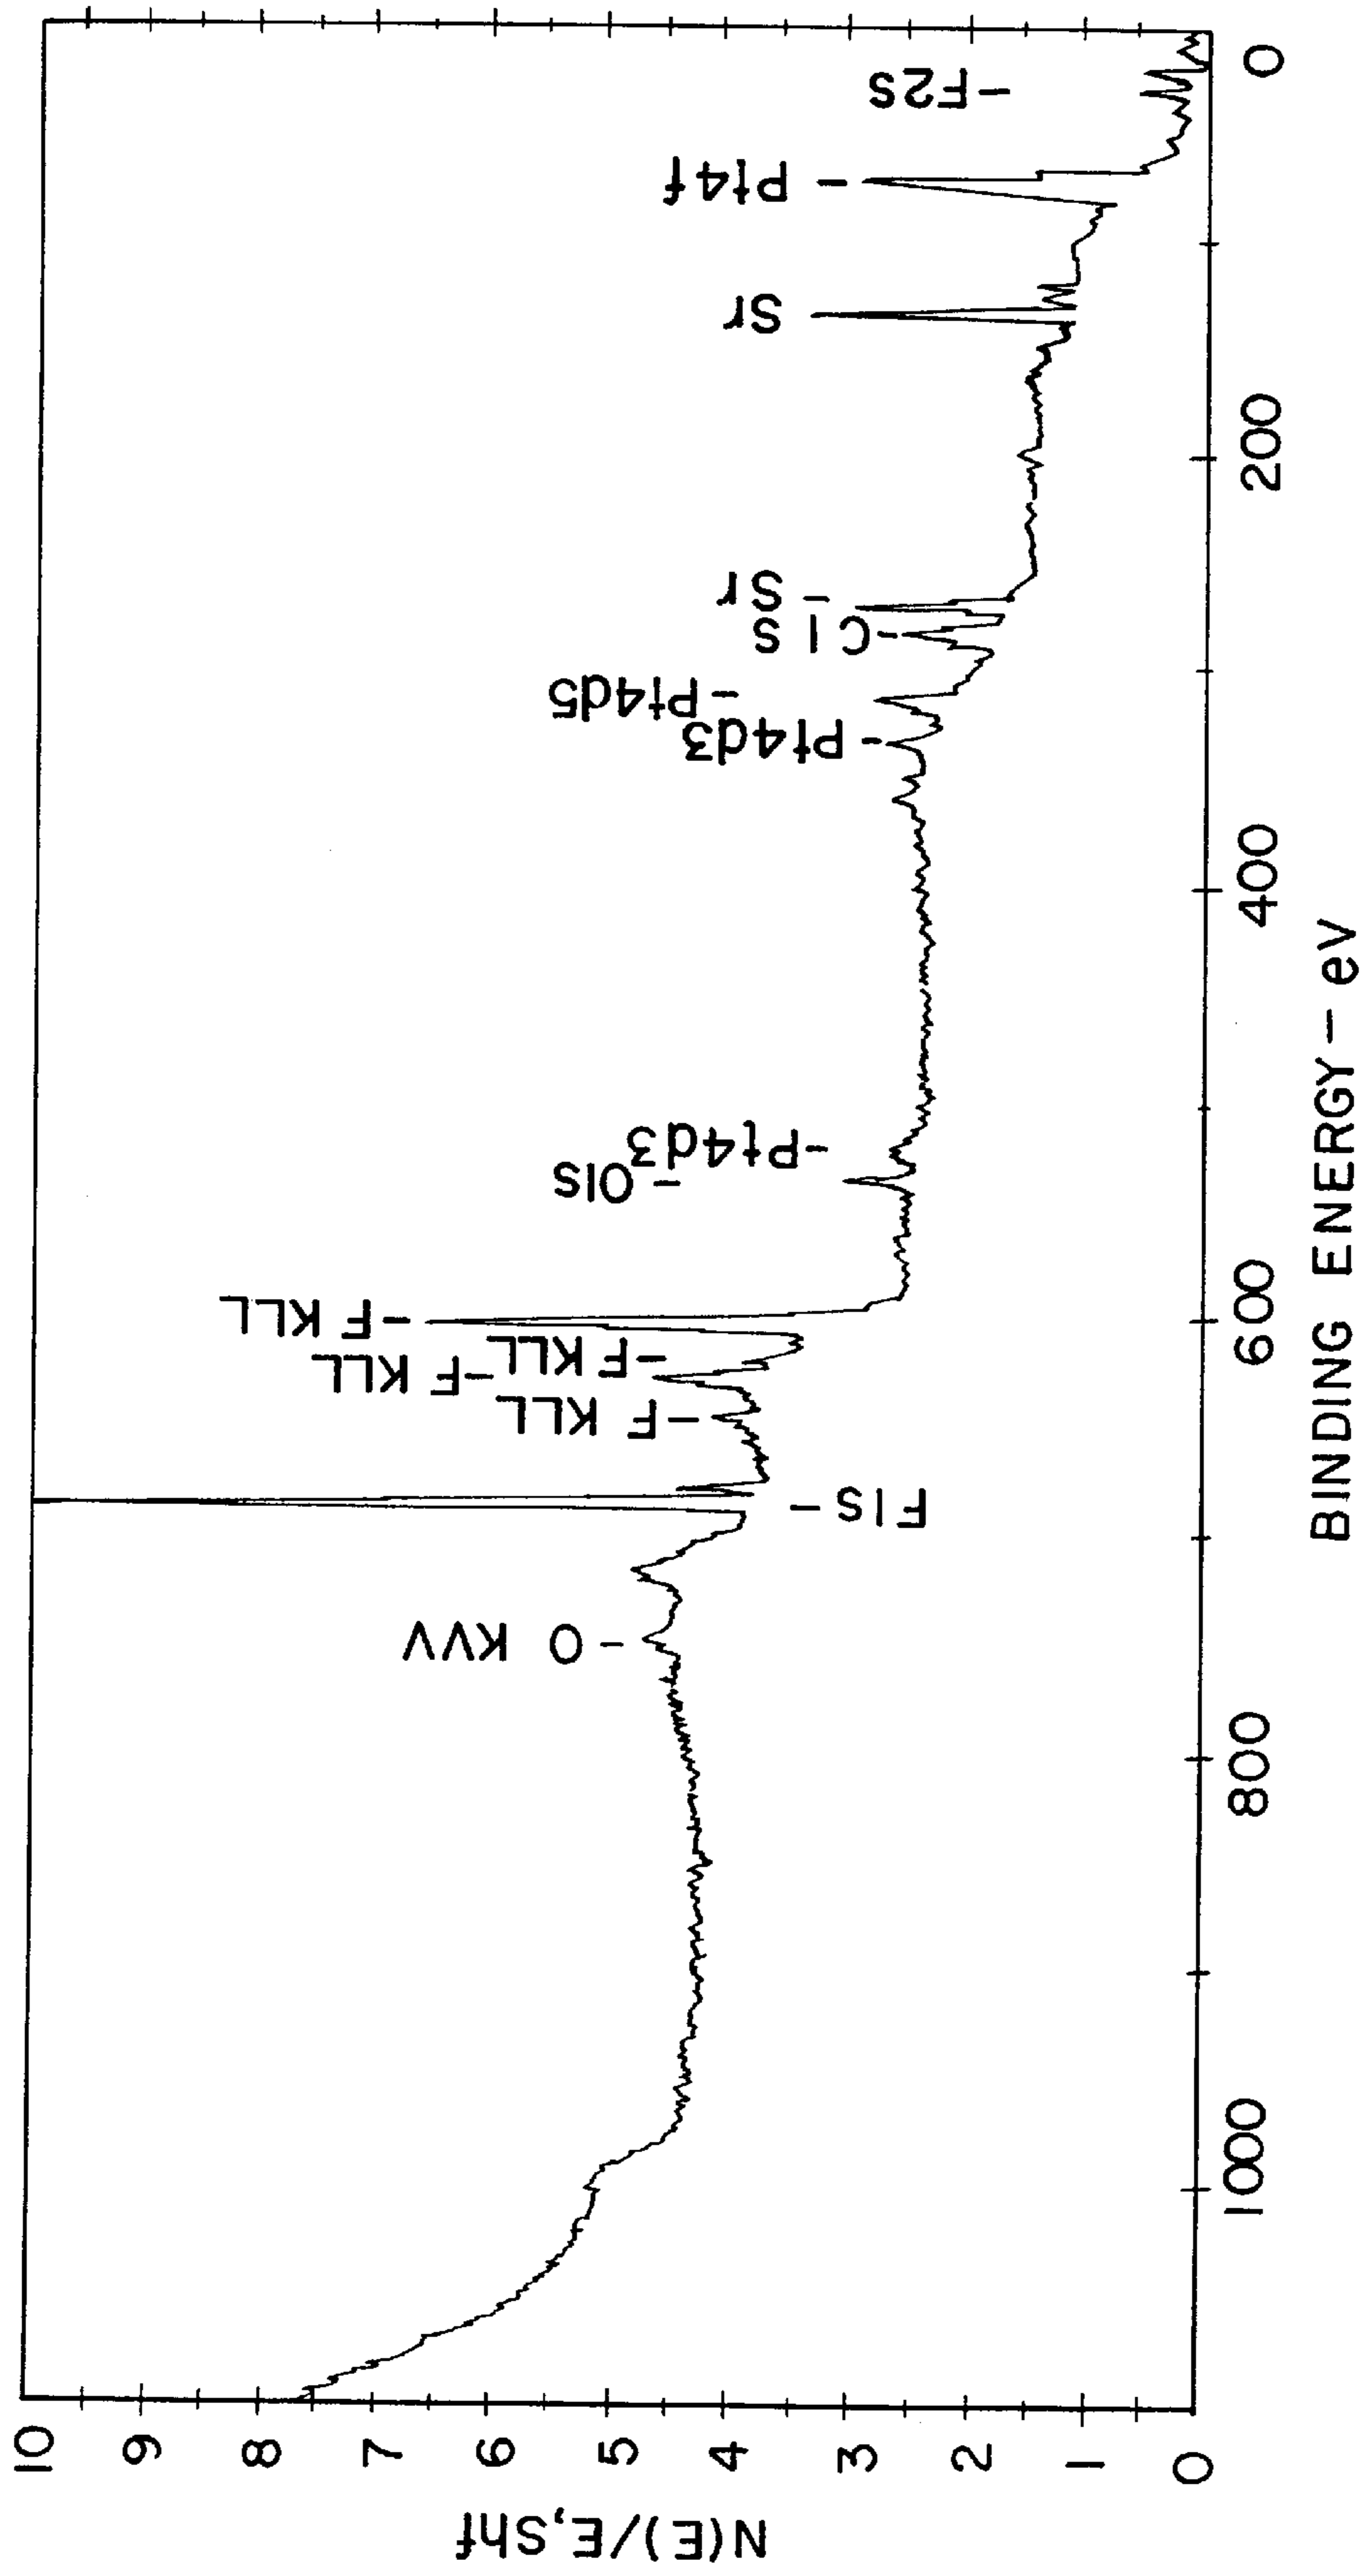 N(E)/E,Shf
10
9
8
7
6
5
4
3
2
1
0
-O KVV
F1S-
-F KLL
-F KLL
-F KLL
-F KLL
-O1S
-Pt4d3
Pt4d3-
-Pt4d5
-C 1 S
Sr-
Sr
Pt4f-
-F2S
1000
800
600
400
200
0
BINDING ENERGY – eV